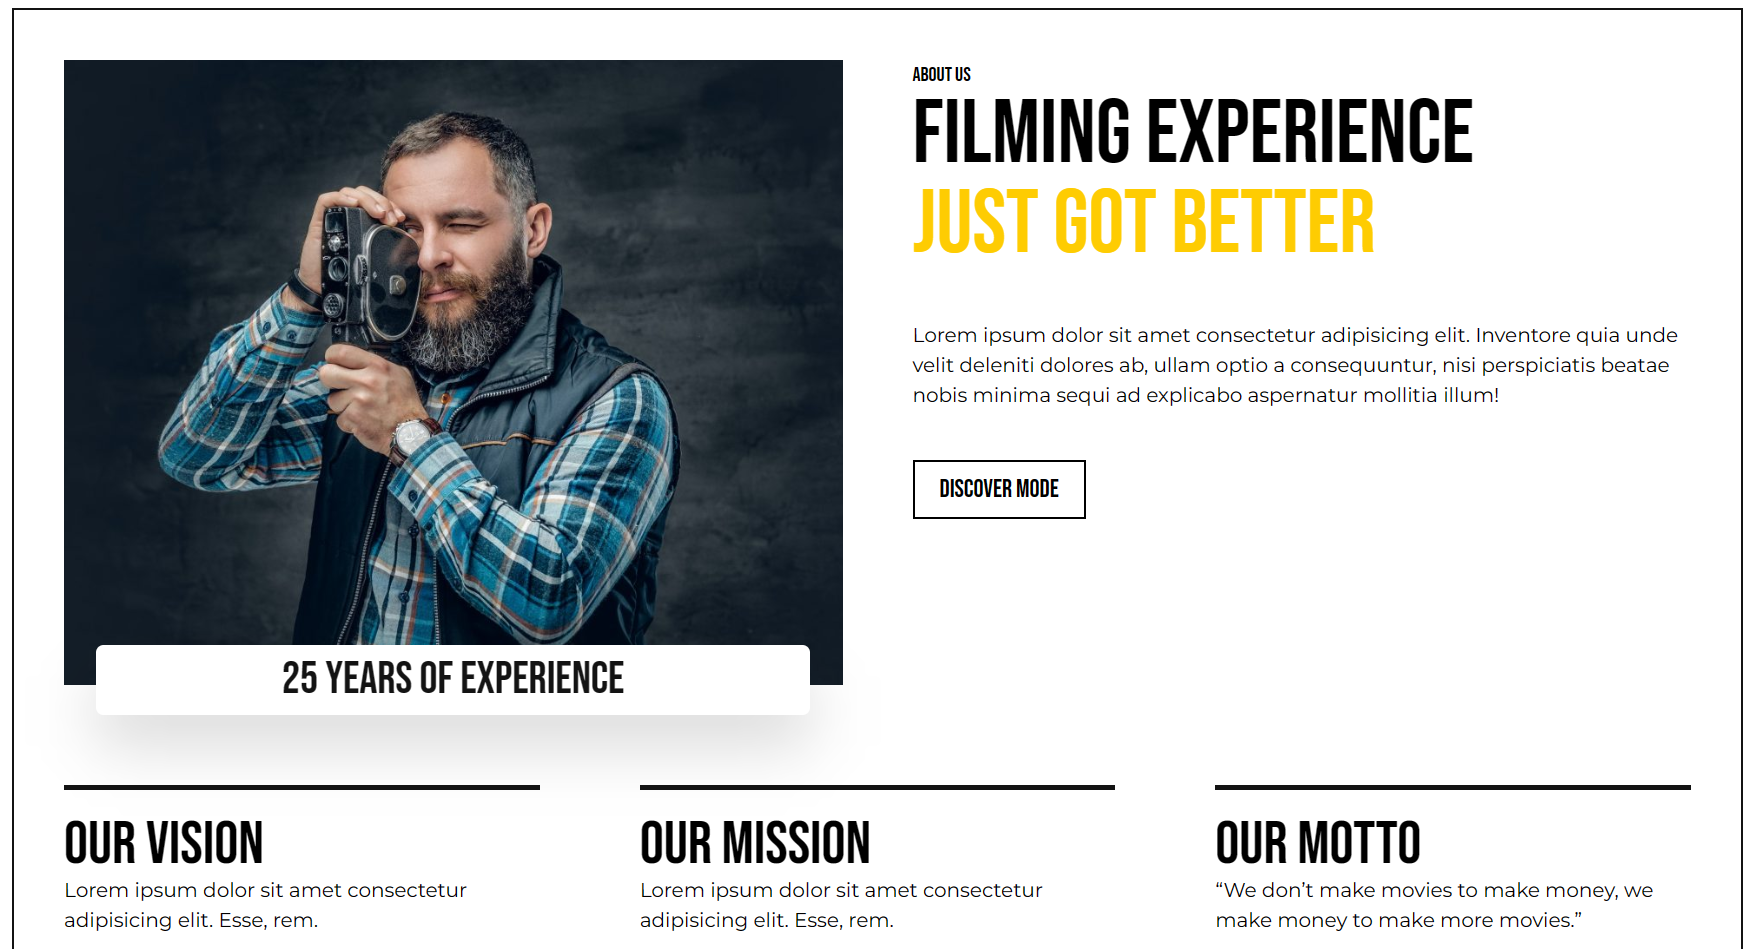 ABOUT US
FILMING EXPERIENCE
JUST GOT BETTER
Lorem ipsum dolor sit amet consectetur adipisicing elit. Inventore quia unde
velit deleniti dolores ab, ullam optio a consequuntur, nisi perspiciatis beatae
nobis minima sequi ad explicabo aspernatur mollitia illum!
DISCOVER MODE
25 YEARS OF EXPERIENCE
OUR VISION
Lorem ipsum dolor sit amet consectetur
adipisicing elit. Esse, rem.
OUR MISSION
Lorem ipsum dolor sit amet consectetur
adipisicing elit. Esse, rem.
OUR MOTTO
“We don’t make movies to make money, we
make money to make more movies.”